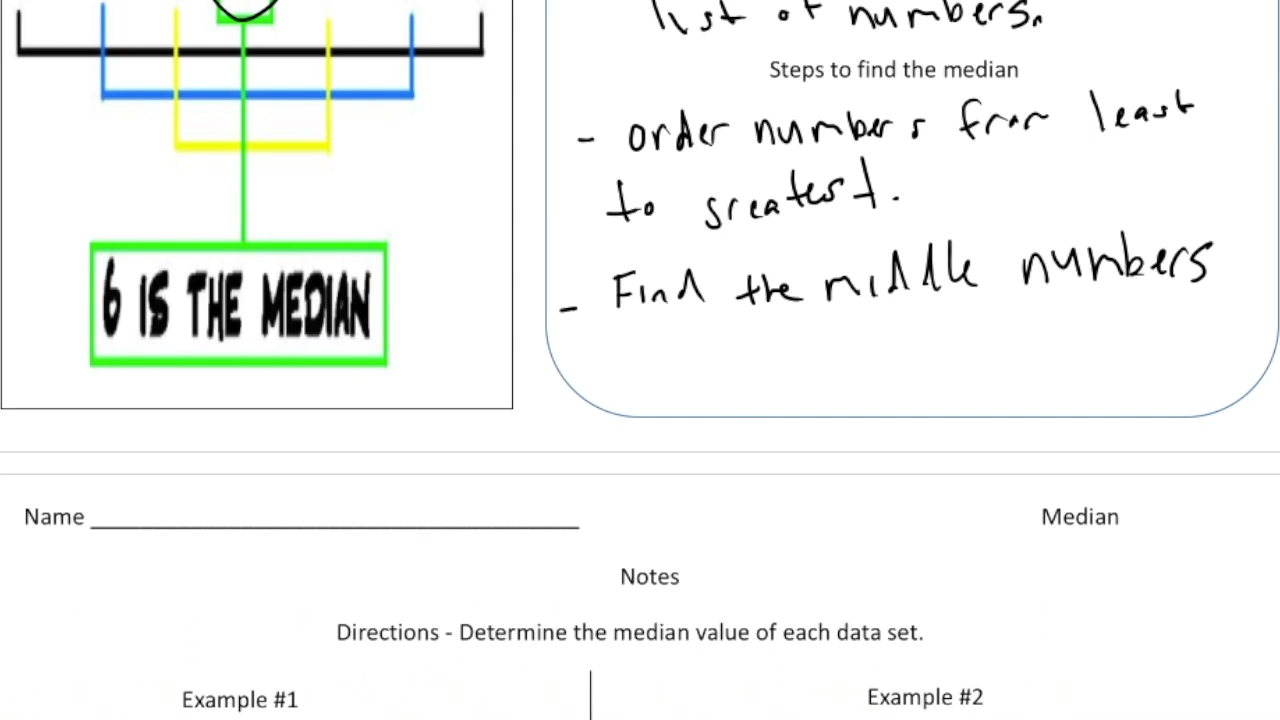 list of numbers.
Steps to find the median
- order numbers from least
to greatest.
- Find the middle numbers
6 IS THE MEDIAN
Name
Median
Notes
Directions - Determine the median value of each data set.
Example #1
Example #2